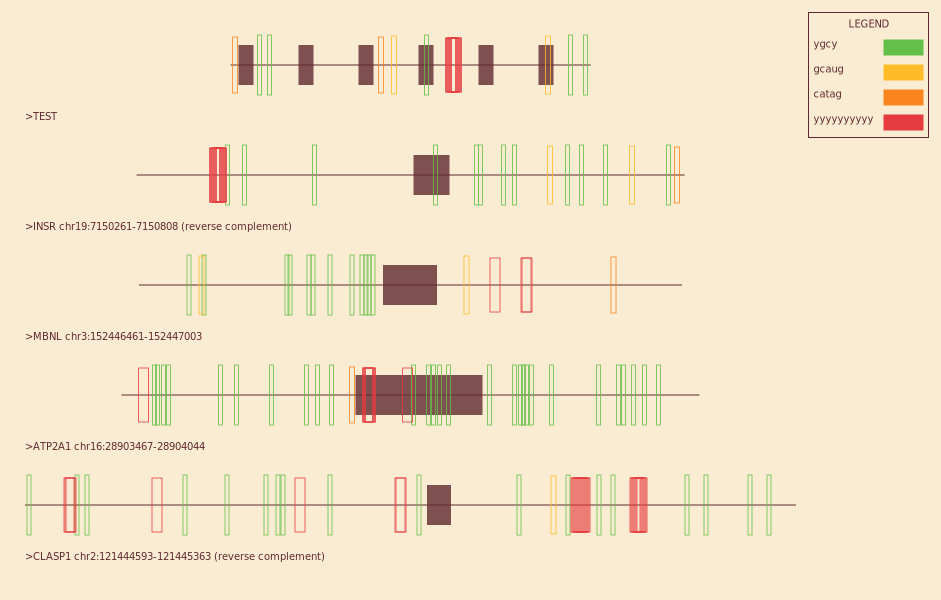 LEGEND
ygcy
gcaug
catag
yyyyyyyyyy
>TEST
>INSR chr19:7150261-7150808 (reverse complement)
>MBNL chr3:152446461-152447003
>ATP2A1 chr16:28903467-28904044
>CLASP1 chr2:121444593-121445363 (reverse complement)